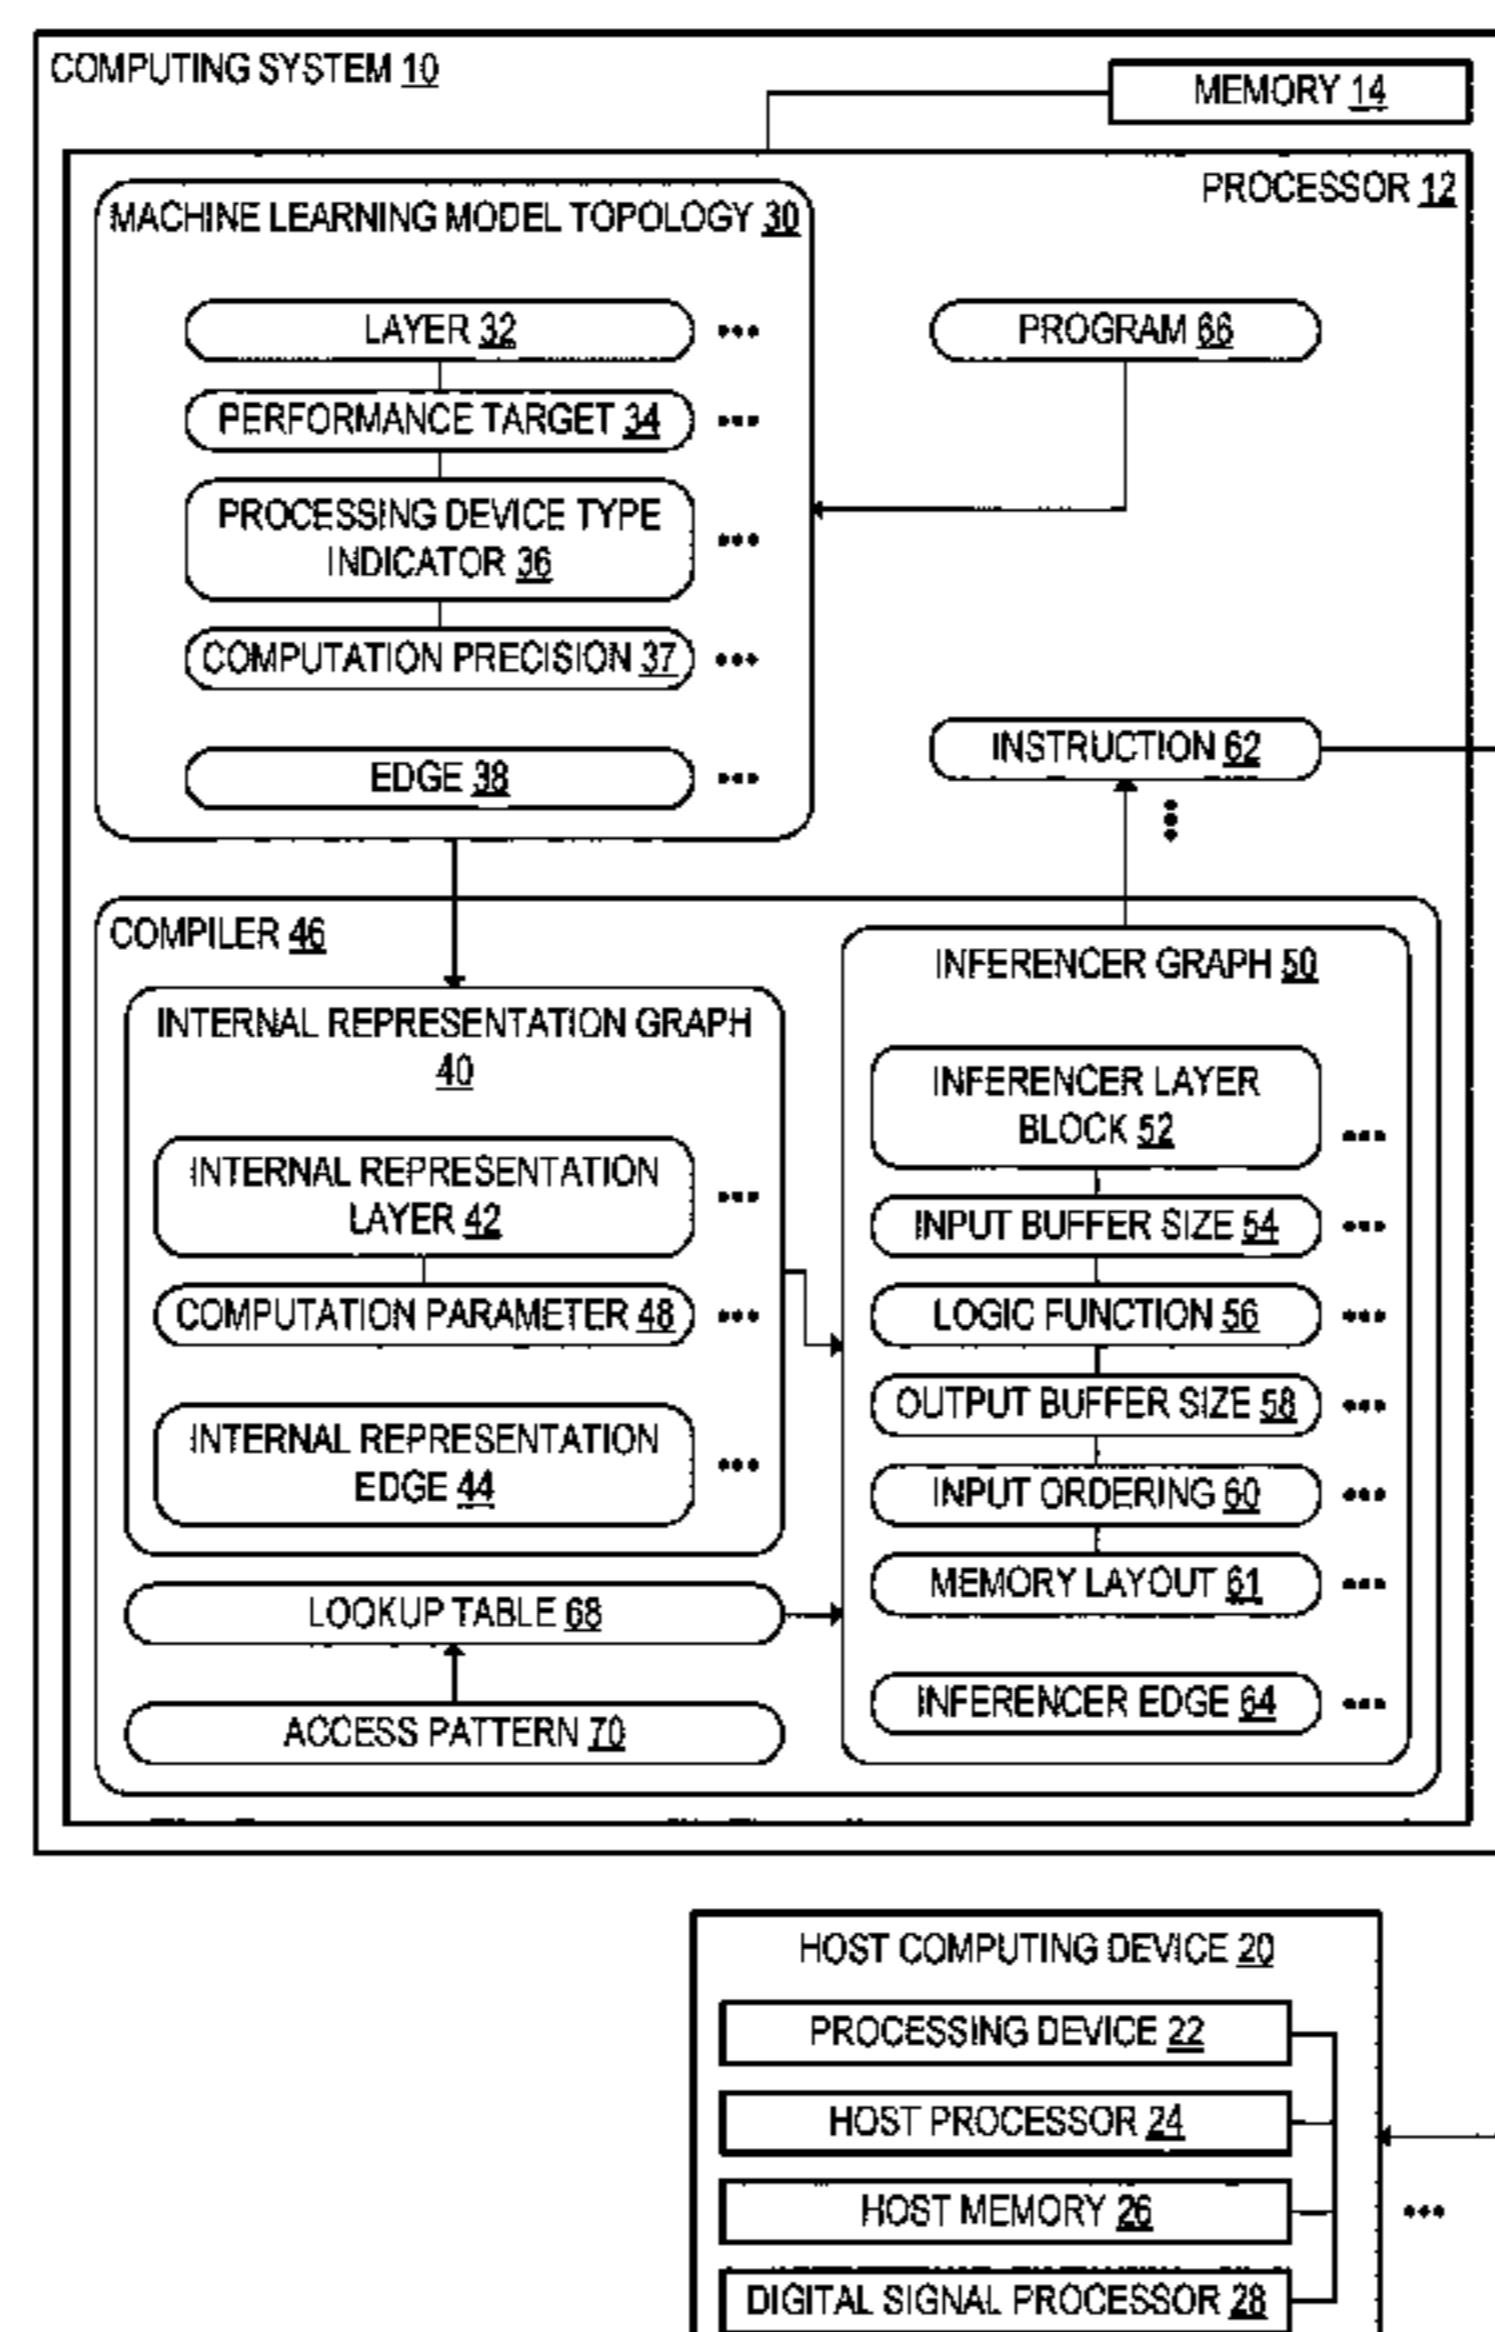 COMPUTING SYSTEM 10
MEMORY 14
PROCESSOR 12
MACHINE LEARNING MODEL TOPOLOGY 30
LAYER 32
PERFORMANCE TARGET 34
PROCESSING DEVICE TYPE
INDICATOR 36
COMPUTATION PRECISION 37
EDGE 38
PROGRAM 66
INSTRUCTION 62
COMPILER 46
INTERNAL REPRESENTATION GRAPH
40
INTERNAL REPRESENTATION
LAYER 42
COMPUTATION PARAMETER 48
INTERNAL REPRESENTATION
EDGE 44
LOOKUP TABLE 68
ACCESS PATTERN 70
INFERENCER GRAPH 50
INFERENCER LAYER
BLOCK 52
INPUT BUFFER SIZE 54
LOGIC FUNCTION 56
OUTPUT BUFFER SIZE 58
INPUT ORDERING 60
MEMORY LAYOUT 61
INFERENCER EDGE 64
HOST COMPUTING DEVICE 20
PROCESSING DEVICE 22
HOST PROCESSOR 24
HOST MEMORY 26
DIGITAL SIGNAL PROCESSOR 28